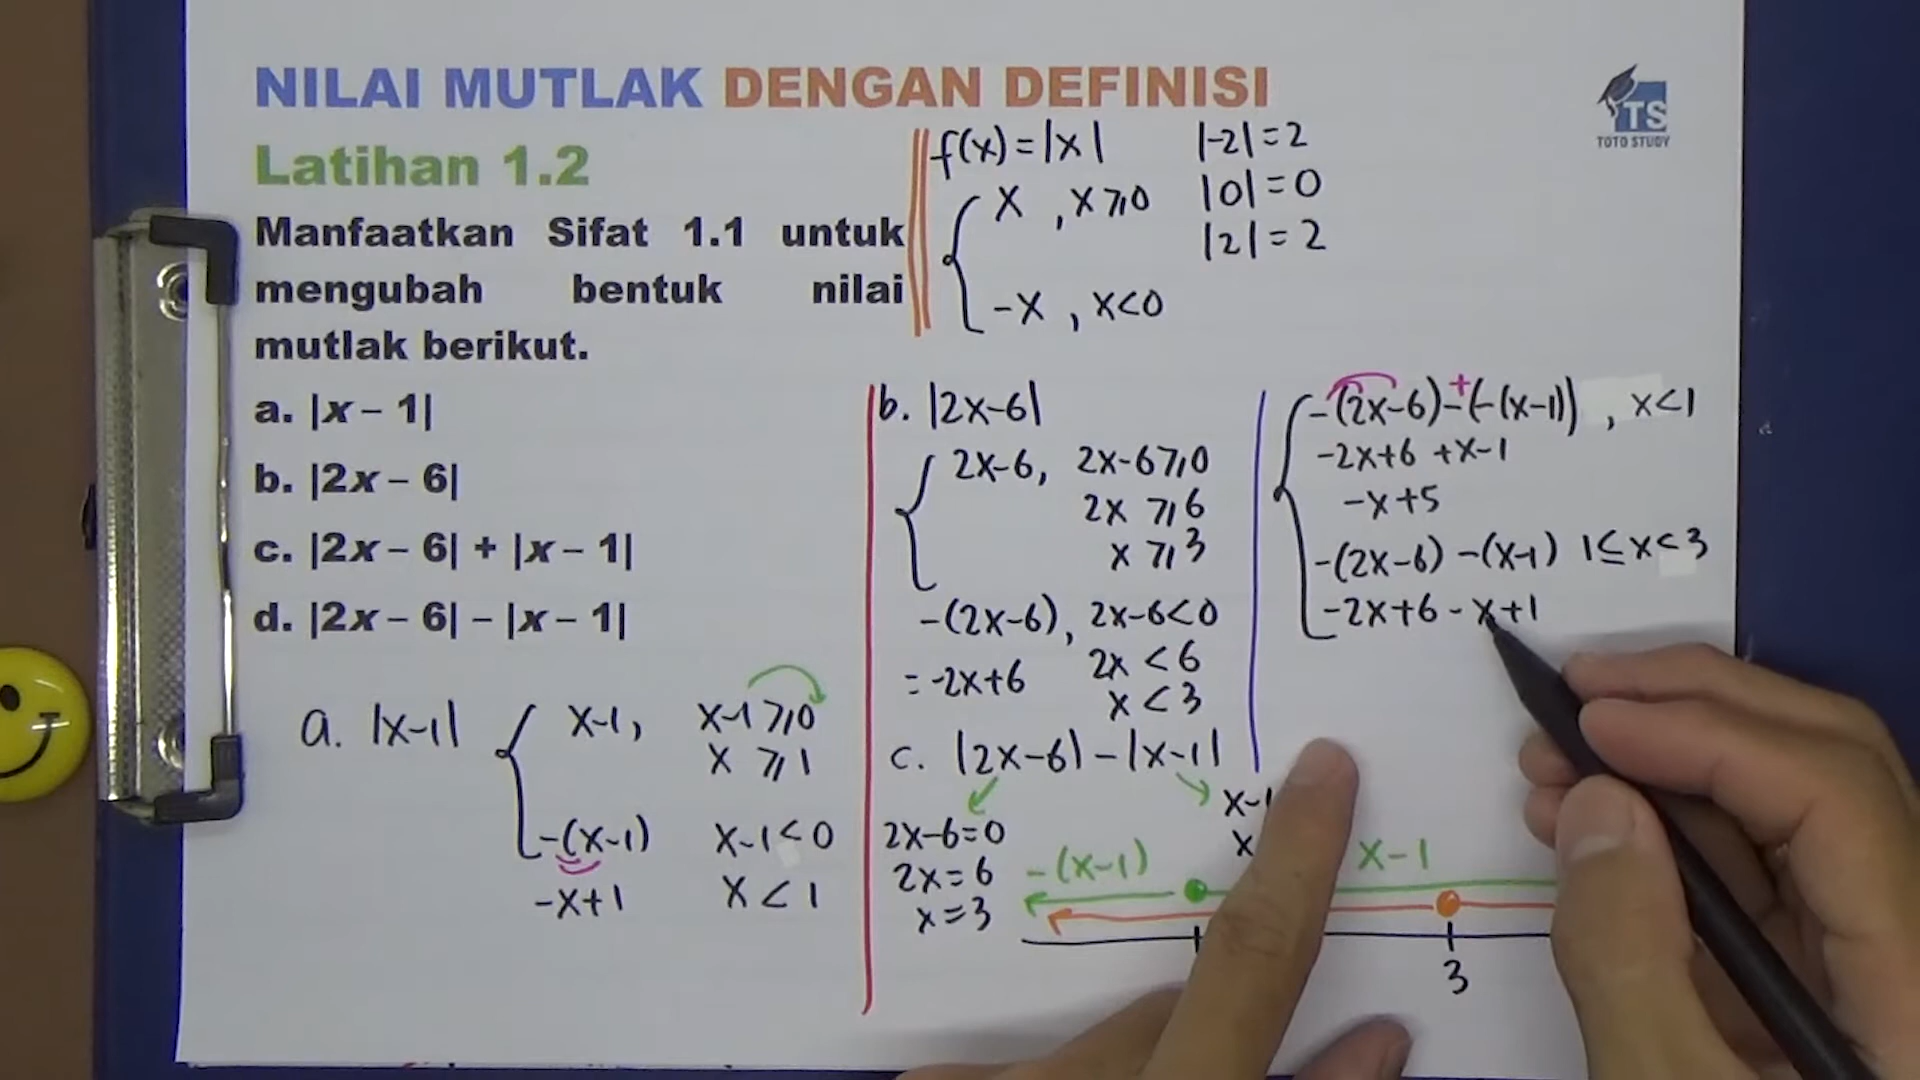 NILAI MUTLAK DENGAN DEFINISI
TS
TOTO STUDY
Latihan 1.2
Manfaatkan Sifat 1.1 untuk
mengubah bentuk nilai
mutlak berikut.
a. |x – 1|
b. |2x – 6|
c. |2x – 6| + |x – 1|
d. |2x – 6| – |x – 1|
f(x) = |x|
x , x ≥ 0
-x , x<0
|-2| = 2
|0| = 0
|2| = 2
a. |x-1|
x-1, x-1 ≥ 0
x ≥ 1
-(x-1) x-1<0
-x+1 x < 1
b. |2x-6|
2x-6, 2x-6 ≥ 0
2x ≥ 6
x ≥ 3
-(2x-6), 2x-6<0
= -2x+6 2x < 6
x < 3
c. |2x-6| - |x-1|
2x-6=0
2x=6
x=3
x-1
x
-(x-1)
x-1
3
-(2x-6)-(-(x-1)) , x<1
+
-2x+6 +x-1
-x+5
-(2x-6) -(x-1) 1≤x<3
-2x+6 -x+1